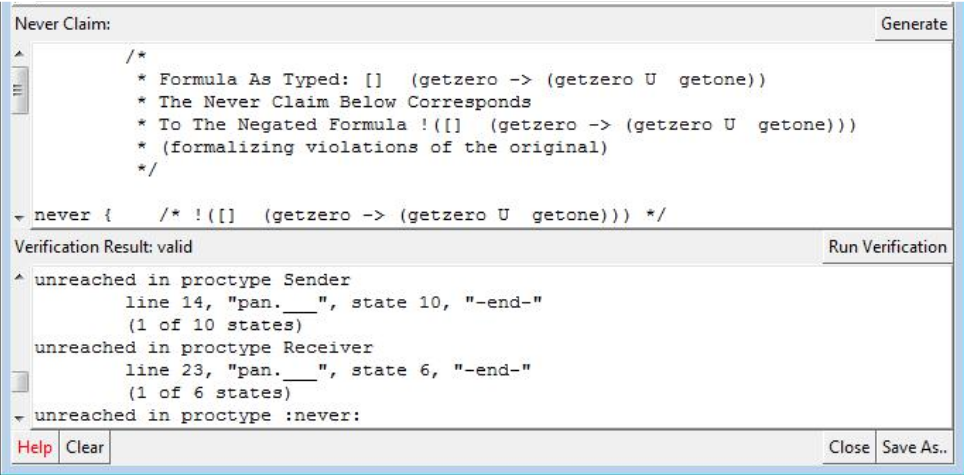 Never Claim:
Generate
/*
* Formula As Typed: []  (getzero -> (getzero U  getone))
* The Never Claim Below Corresponds
* To The Negated Formula !([]  (getzero -> (getzero U  getone)))
* (formalizing violations of the original)
*/
never {    /* !([]  (getzero -> (getzero U  getone))) */
Verification Result: valid
Run Verification
unreached in proctype Sender
line 14, "pan.___", state 10, "-end-"
(1 of 10 states)
unreached in proctype Receiver
line 23, "pan.___", state 6, "-end-"
(1 of 6 states)
unreached in proctype :never:
Help
Clear
Close
Save As..